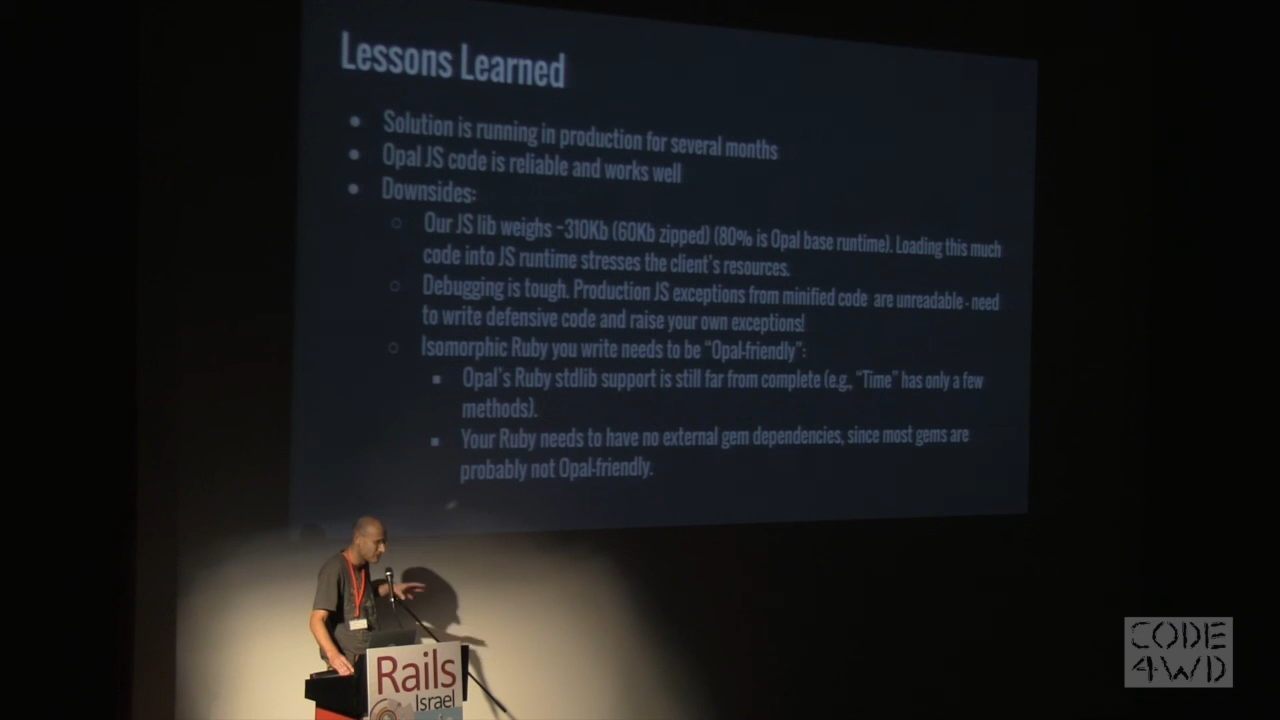 Lessons Learned
Solution is running in production for several months
Opal JS code is reliable and works well
Downsides:
Our JS lib weighs ~310Kb (60Kb zipped) (80% is Opal base runtime). Loading this much
code into JS runtime stresses the client's resources.
Debugging is tough. Production JS exceptions from minified code are unreadable - need
to write defensive code and raise your own exceptions!
Isomorphic Ruby you write needs to be "Opal-friendly":
Opal's Ruby stdlib support is still far from complete (e.g., "Time" has only a few
methods).
Your Ruby needs to have no external gem dependencies, since most gems are
probably not Opal-friendly.
Rails
Israel
CODE
4WD